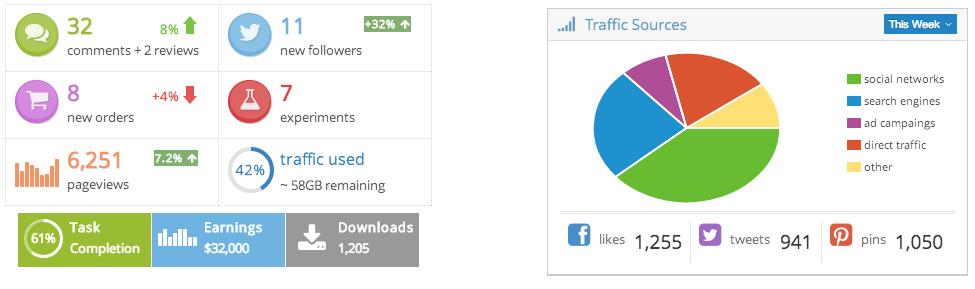 32
8%
comments + 2 reviews
11
+32%
new followers
8
+4%
new orders
7
experiments
6,251
7.2%
pageviews
42%
traffic used
~ 58GB remaining
61%
Task
Completion
Earnings
$32,000
Downloads
1,205
Traffic Sources
This Week
social networks
search engines
ad campaings
direct traffic
other
likes 1,255
tweets 941
pins 1,050